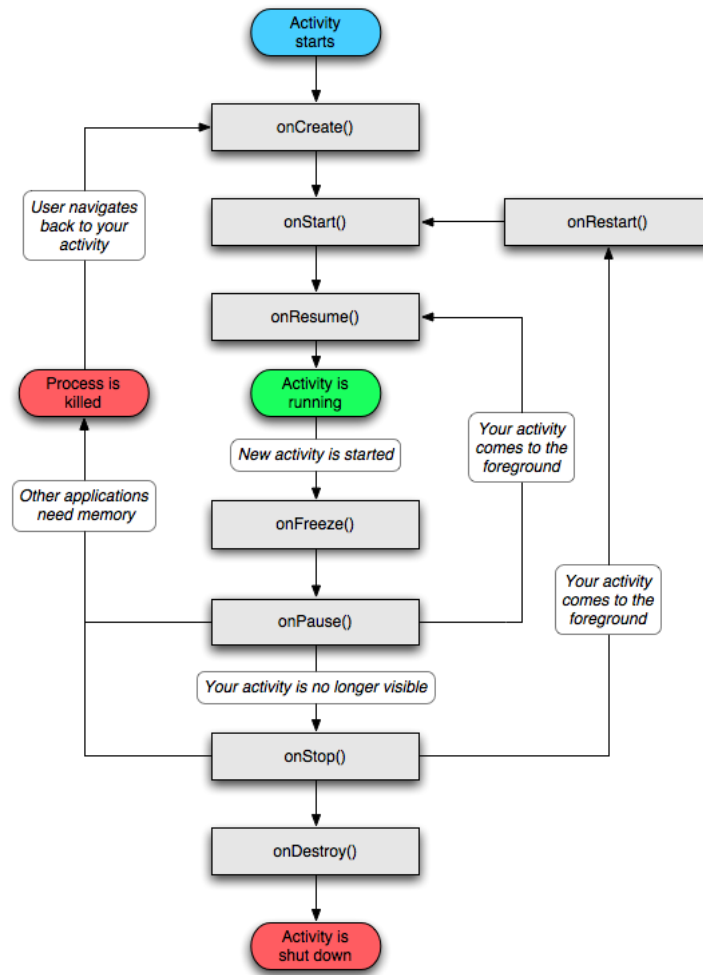 Activity
starts
onCreate()
User navigates
back to your
activity
onStart()
onRestart()
onResume()
Process is
killed
Activity is
running
Your activity
comes to the
foreground
New activity is started
Other applications
need memory
onFreeze()
Your activity
comes to the
foreground
onPause()
Your activity is no longer visible
onStop()
onDestroy()
Activity is
shut down